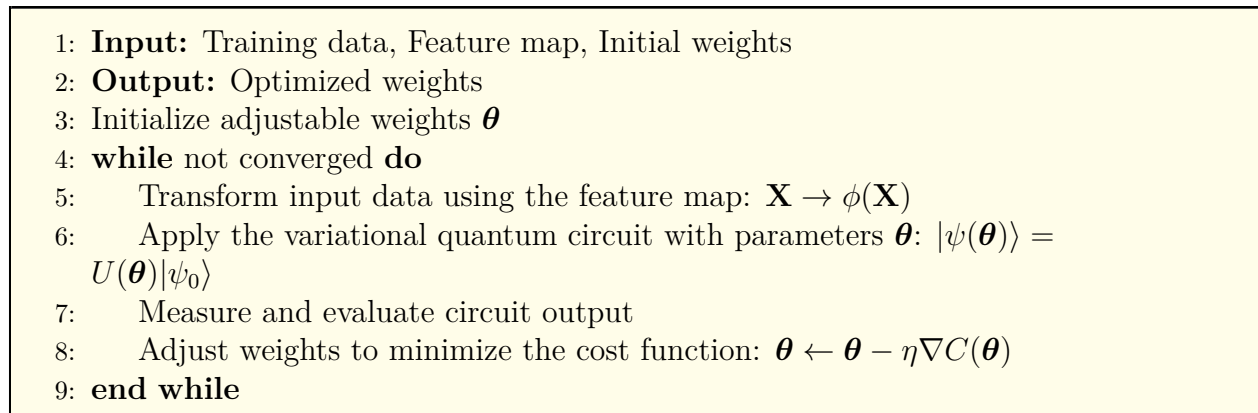 1: Input: Training data, Feature map, Initial weights
2: Output: Optimized weights
3: Initialize adjustable weights θ
4: while not converged do
5: Transform input data using the feature map: X → ϕ(X)
6: Apply the variational quantum circuit with parameters θ: |ψ(θ)⟩ =
U(θ)|ψ₀⟩
7: Measure and evaluate circuit output
8: Adjust weights to minimize the cost function: θ ← θ − η∇C(θ)
9: end while